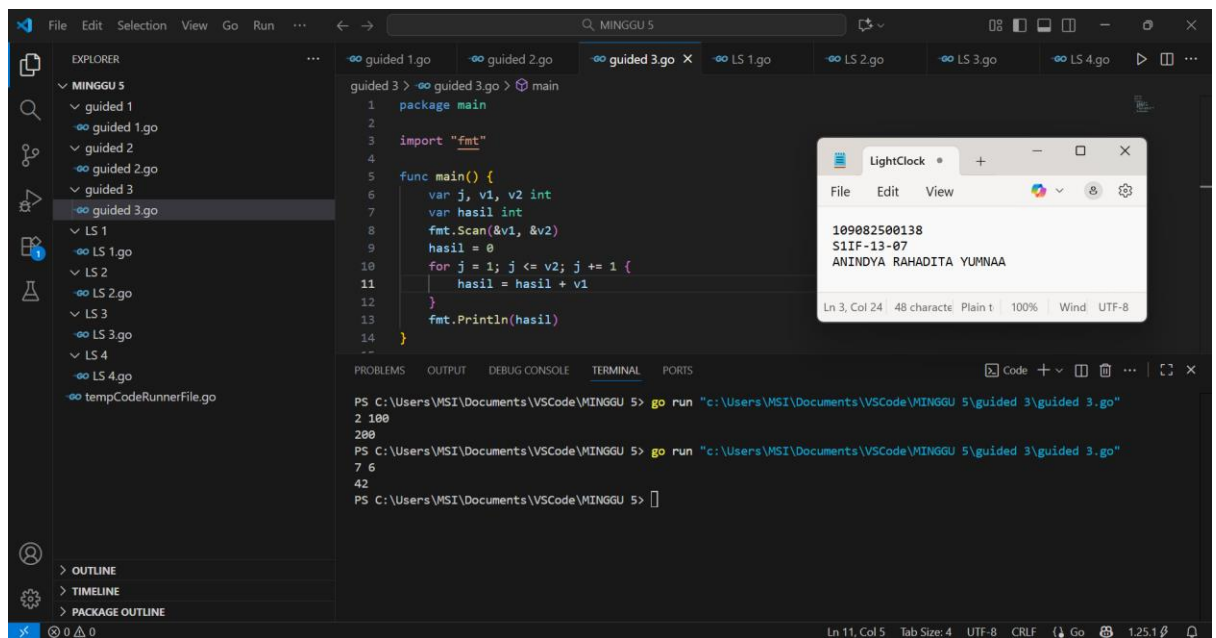 File Edit Selection View Go Run ··· MINGGU 5
EXPLORER ···
MINGGU 5
guided 1
guided 1.go
guided 2
guided 2.go
guided 3
guided 3.go
LS 1
LS 1.go
LS 2
LS 2.go
LS 3
LS 3.go
LS 4
LS 4.go
tempCodeRunnerFile.go
OUTLINE
TIMELINE
PACKAGE OUTLINE
guided 1.go guided 2.go guided 3.go LS 1.go LS 2.go LS 3.go LS 4.go
guided 3 > guided 3.go > main
1 package main
2
3 import "fmt"
4
5 func main() {
6 var j, v1, v2 int
7 var hasil int
8 fmt.Scan(&v1, &v2)
9 hasil = 0
10 for j = 1; j <= v2; j += 1 {
11 hasil = hasil + v1
12 }
13 fmt.Println(hasil)
14 }
LightClock
File Edit View
109082500138
S1IF-13-07
ANINDYA RAHADITA YUMNAA
Ln 3, Col 24 48 characte Plain t 100% Wind UTF-8
PROBLEMS OUTPUT DEBUG CONSOLE TERMINAL PORTS Code
PS C:\Users\MSI\Documents\VSCode\MINGGU 5> go run "c:\Users\MSI\Documents\VSCode\MINGGU 5\guided 3\guided 3.go"
2 100
200
PS C:\Users\MSI\Documents\VSCode\MINGGU 5> go run "c:\Users\MSI\Documents\VSCode\MINGGU 5\guided 3\guided 3.go"
7 6
42
PS C:\Users\MSI\Documents\VSCode\MINGGU 5>
0 0 Ln 11, Col 5 Tab Size: 4 UTF-8 CRLF Go 1.25.1